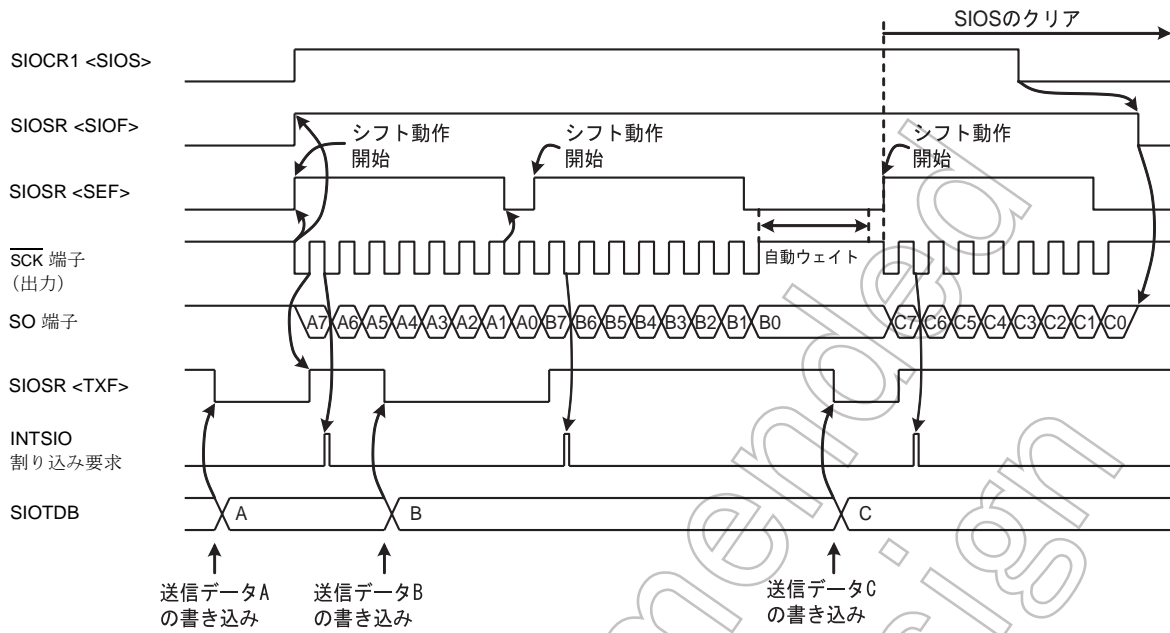 SIOSのクリア
SIOCR1 <SIOS>
SIOSR <SIOF>
シフト動作
開始
シフト動作
開始
シフト動作
開始
SIOSR <SEF>
SCK 端子
(出力)
自動ウェイト
SO 端子
A7 A6 A5 A4 A3 A2 A1 A0 B7 B6 B5 B4 B3 B2 B1 B0 C7 C6 C5 C4 C3 C2 C1 C0
SIOSR <TXF>
INTSIO
割り込み要求
SIOTDB
A B C
送信データA
の書き込み
送信データB
の書き込み
送信データC
の書き込み
mended
sign